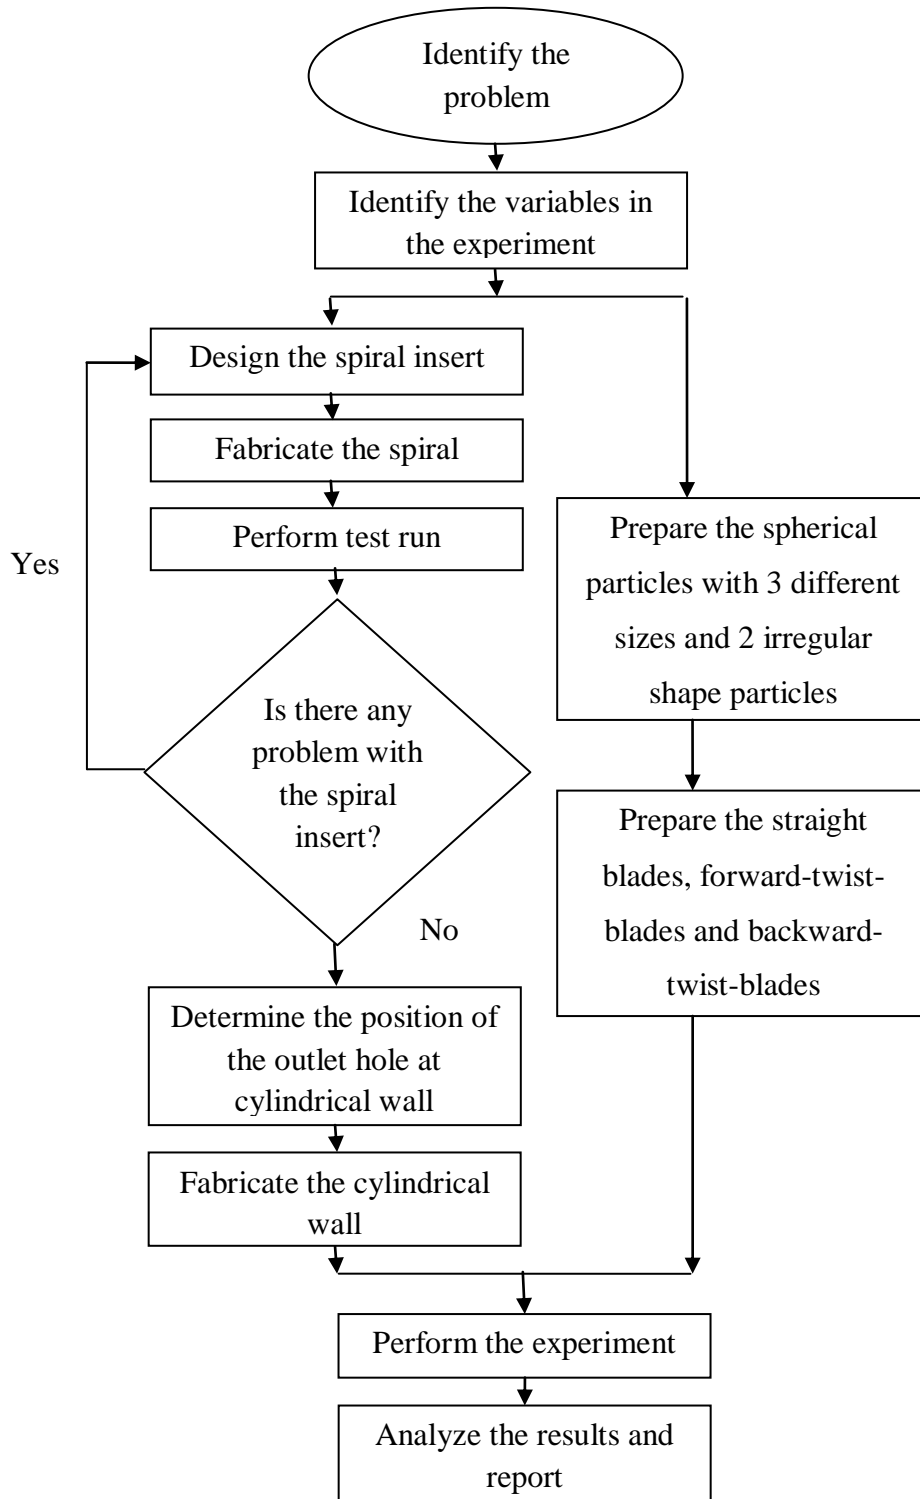 Identify the
problem
Identify the variables in
the experiment
Design the spiral insert
Fabricate the spiral
Perform test run
Yes
Is there any
problem with
the spiral
insert?
No
Determine the position of
the outlet hole at
cylindrical wall
Fabricate the cylindrical
wall
Prepare the spherical
particles with 3 different
sizes and 2 irregular
shape particles
Prepare the straight
blades, forward-twist-
blades and backward-
twist-blades
Perform the experiment
Analyze the results and
report